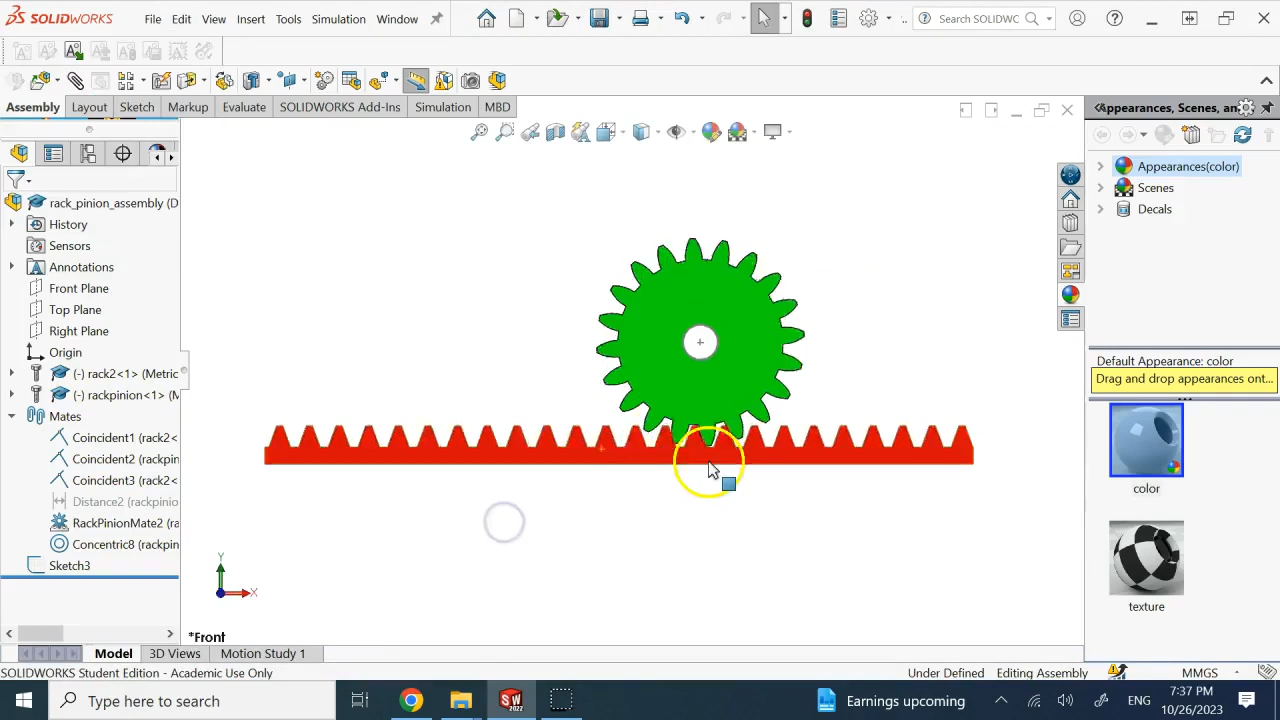 SOLIDWORKS File Edit View Insert Tools Simulation Window .. Search SOLIDWC
Assembly Layout Sketch Markup Evaluate SOLIDWORKS Add-Ins Simulation MBD
Appearances, Scenes, an
rack_pinion_assembly (D
History
Sensors
Annotations
Front Plane
Top Plane
Right Plane
Origin
(-) rack2<1> (Metric
(-) rackpinion<1> (M
Mates
Coincident1 (rack2<
Coincident2 (rackpin
Coincident3 (rack2<
Distance2 (rackpinio
RackPinionMate2 (ra
Concentric8 (rackpin
Sketch3
Appearances(color)
Scenes
Decals
Default Appearance: color
Drag and drop appearances ont...
color
texture
Y
X
*Front
Model 3D Views Motion Study 1
SOLIDWORKS Student Edition - Academic Use Only Under Defined Editing Assembly MMGS
Type here to search SW 2022 Earnings upcoming ENG 7:37 PM
10/26/2023